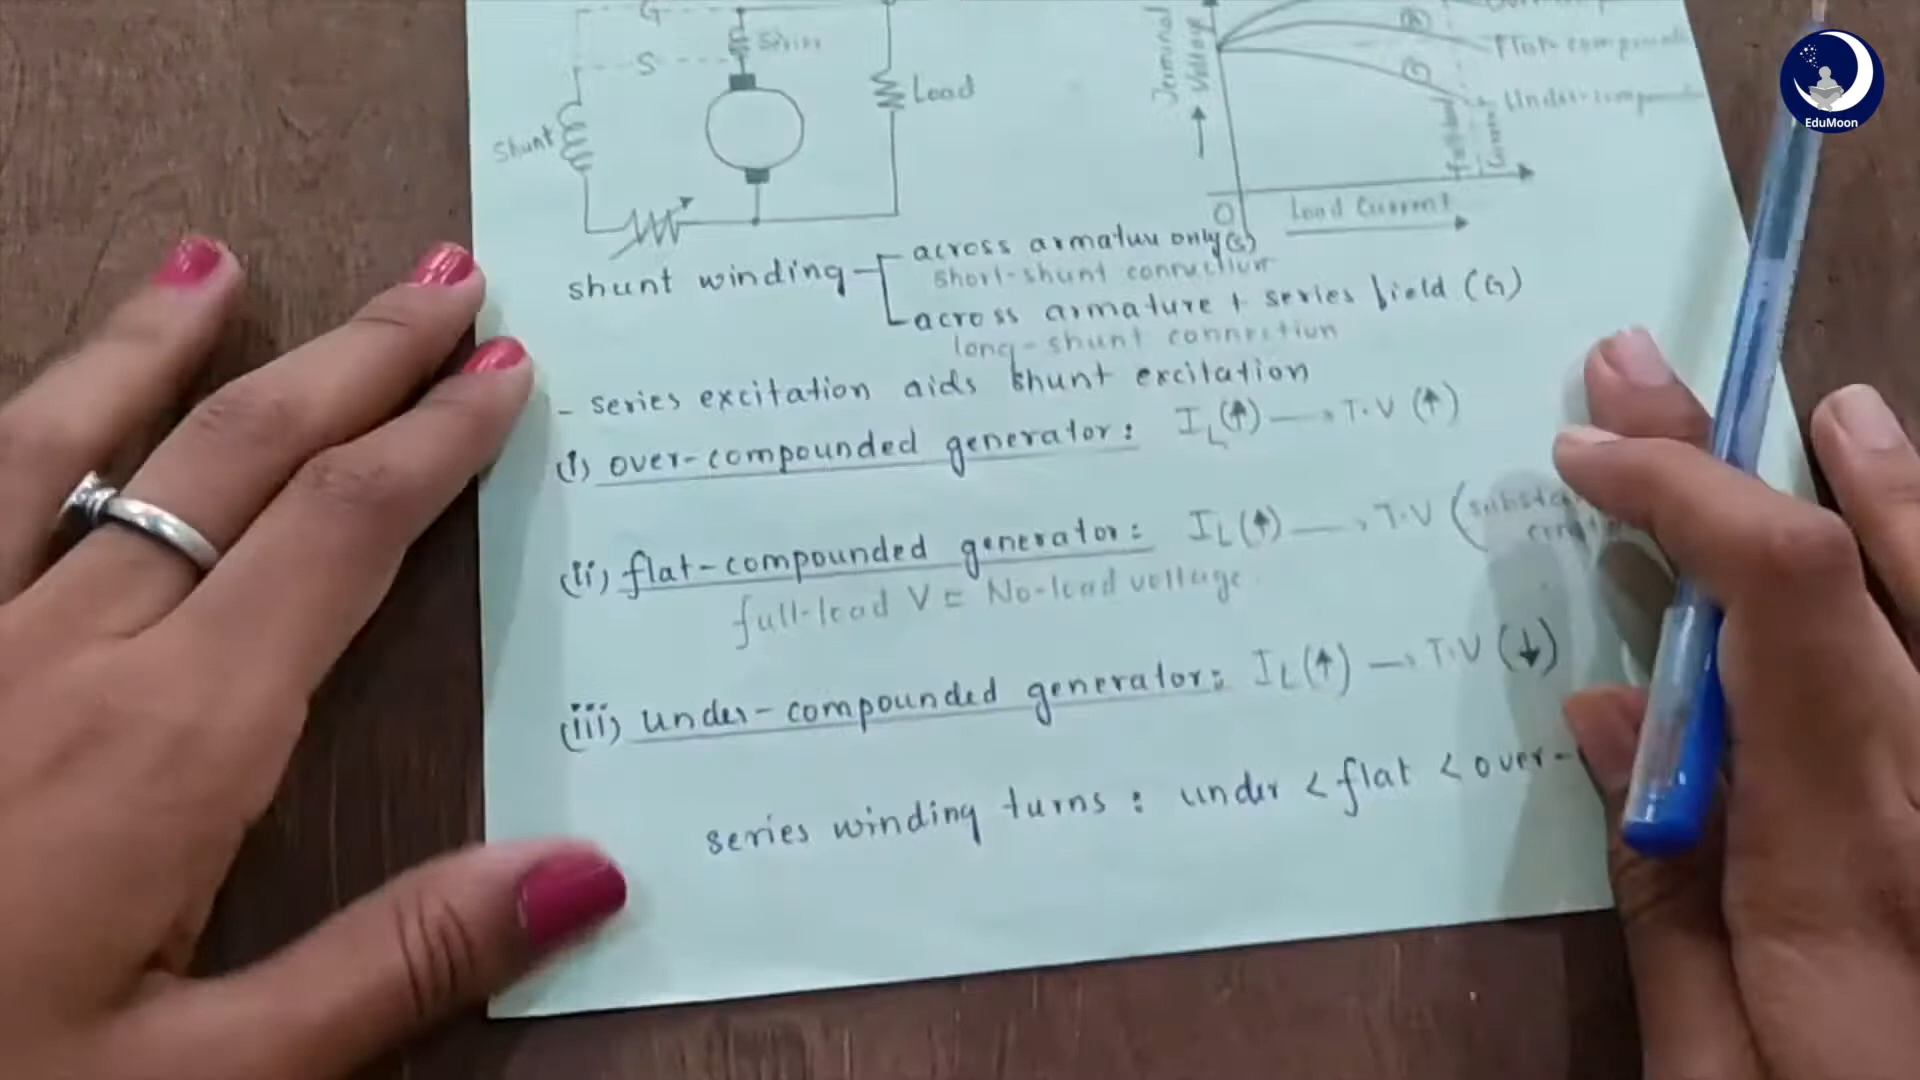 G
Series
S
Load
Shunt
Terminal
Voltage
Flat-compound
Under-compound
Full-load
Current
O
Load Current
EduMoon
shunt winding
across armature only (S)
short-shunt connection
across armature + series field (G)
long-shunt connection
- series excitation aids shunt excitation
(i) over-compounded generator: IL(↑) → T.V (↑)
(ii) flat-compounded generator: IL(↑) → T.V (
full-load V = No-load voltage
(iii) under-compounded generator: IL(↑) → T.V (↓)
series winding turns : under < flat < over-